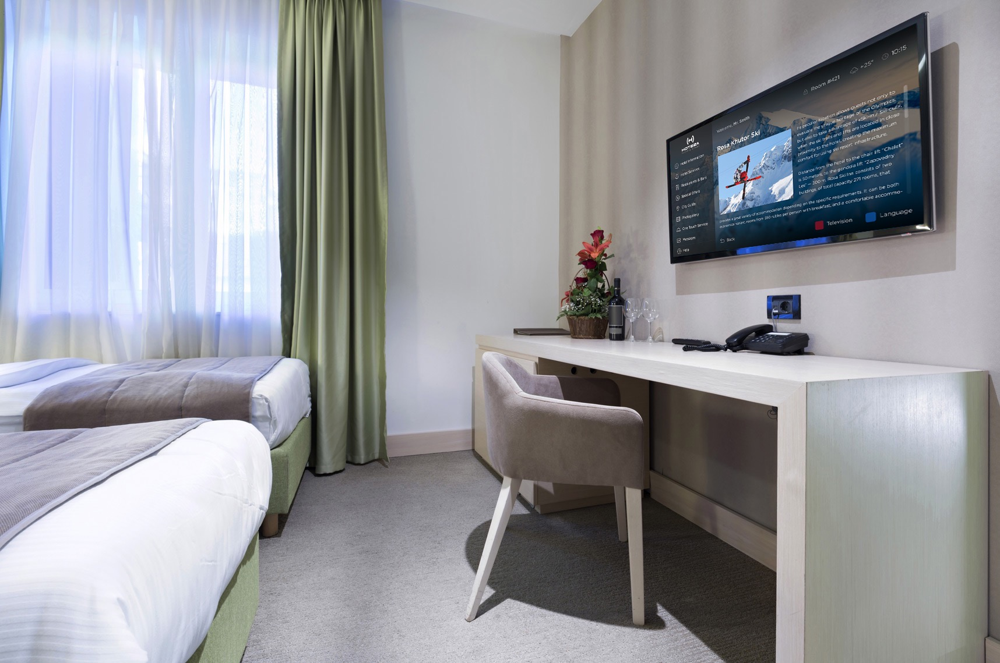 Room #421
+25°
10:15
Welcome, Mr. Smith
(H)
HOTEZA
Hotel Information
Hotel Services
Restaurants & Bars
Special Offers
City Guide
Photogallery
One Touch Service
Messages
Help
Rosa Khutor Ski
It's peculiar location allows guests not only to
evaluate the unique heritage of the Olympics,
but also to take advantage of
when the ski trails and lifts are located in close
proximity to the hotel, creating the maximum
comfort for using ski resort infrastructure.
Distance from the hotel to the chair lift "Chalet"
is 50 meters, to the gondola lift "Zapovedny
Les" – 300 m. Rosa Ski Inn consists of two
buildings, of total capacity 271 rooms, that
provides a great variety of accommodation depending on the specific requirements. It can be both
economical variant, rooms from 550 rubles per person with breakfast, and a comfortable accommo-
Back
Television
Language